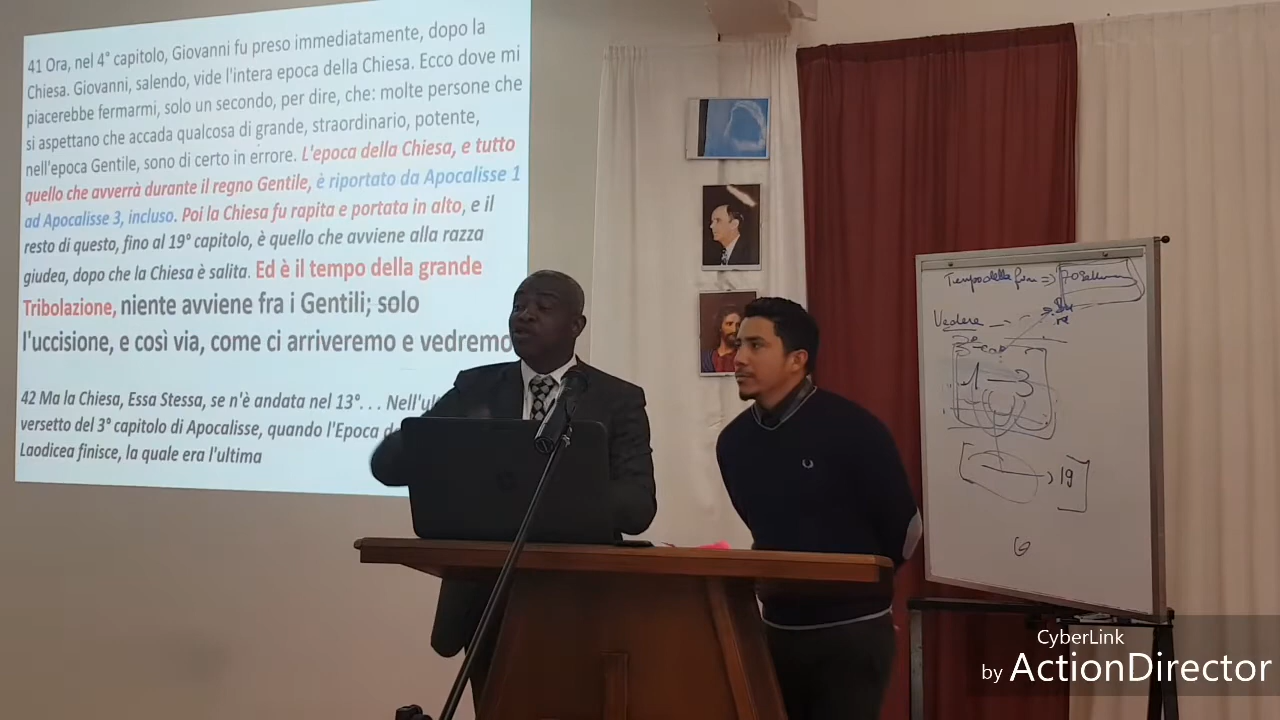 41 Ora, nel 4° capitolo, Giovanni fu preso immediatamente, dopo la
Chiesa. Giovanni, salendo, vide l'intera epoca della Chiesa. Ecco dove mi
piacerebbe fermarmi, solo un secondo, per dire, che: molte persone che
si aspettano che accada qualcosa di grande, straordinario, potente,
nell'epoca Gentile, sono di certo in errore. L'epoca della Chiesa, e tutto
quello che avverrà durante il regno Gentile, è riportato da Apocalisse 1
ad Apocalisse 3, incluso. Poi la Chiesa fu rapita e portata in alto, e il
resto di questo, fino al 19° capitolo, è quello che avviene alla razza
giudea, dopo che la Chiesa è salita. Ed è il tempo della grande
Tribolazione, niente avviene fra i Gentili; solo
l'uccisione, e così via, come ci arriveremo e vedremo
42 Ma la Chiesa, Essa Stessa, se n'è andata nel 13°. . . Nell'ul
versetto del 3° capitolo di Apocalisse, quando l'Epoca d
Laodicea finisce, la quale era l'ultima
Tempo della fine =>
Vedere
1-3
19
CyberLink
by ActionDirector